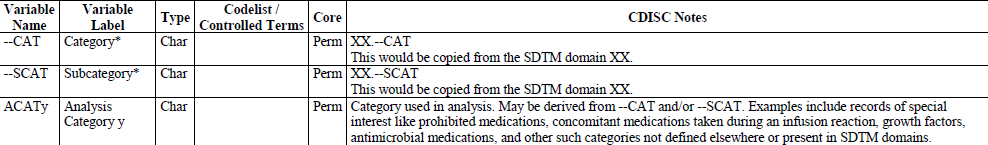 Variable Name Variable Label Type Codelist / Controlled Terms Core CDISC Notes
--CAT Category* Char Perm XX.--CAT
This would be copied from the SDTM domain XX.
--SCAT Subcategory* Char Perm XX.--SCAT
This would be copied from the SDTM domain XX.
ACATy Analysis Category y Char Perm Category used in analysis. May be derived from --CAT and/or --SCAT. Examples include records of special
interest like prohibited medications, concomitant medications taken during an infusion reaction, growth factors,
antimicrobial medications, and other such categories not defined elsewhere or present in SDTM domains.